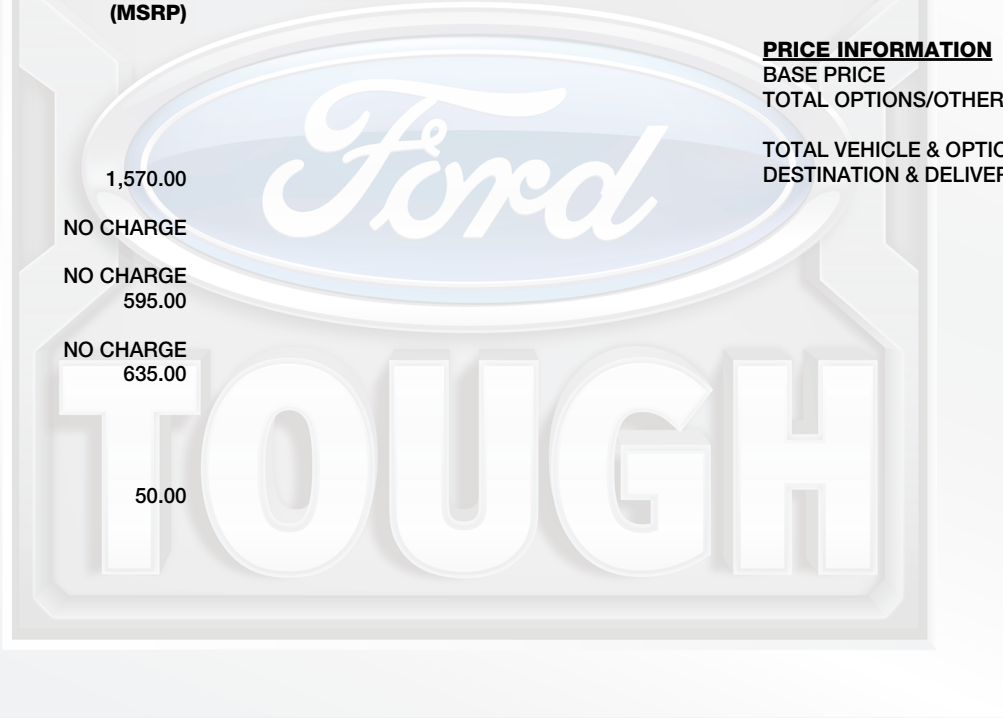 (MSRP)
1,570.00
NO CHARGE
NO CHARGE
595.00
NO CHARGE
635.00
50.00
PRICE INFORMATION
BASE PRICE
TOTAL OPTIONS/OTHER
TOTAL VEHICLE & OPTIO
DESTINATION & DELIVER
Ford
TOUGH